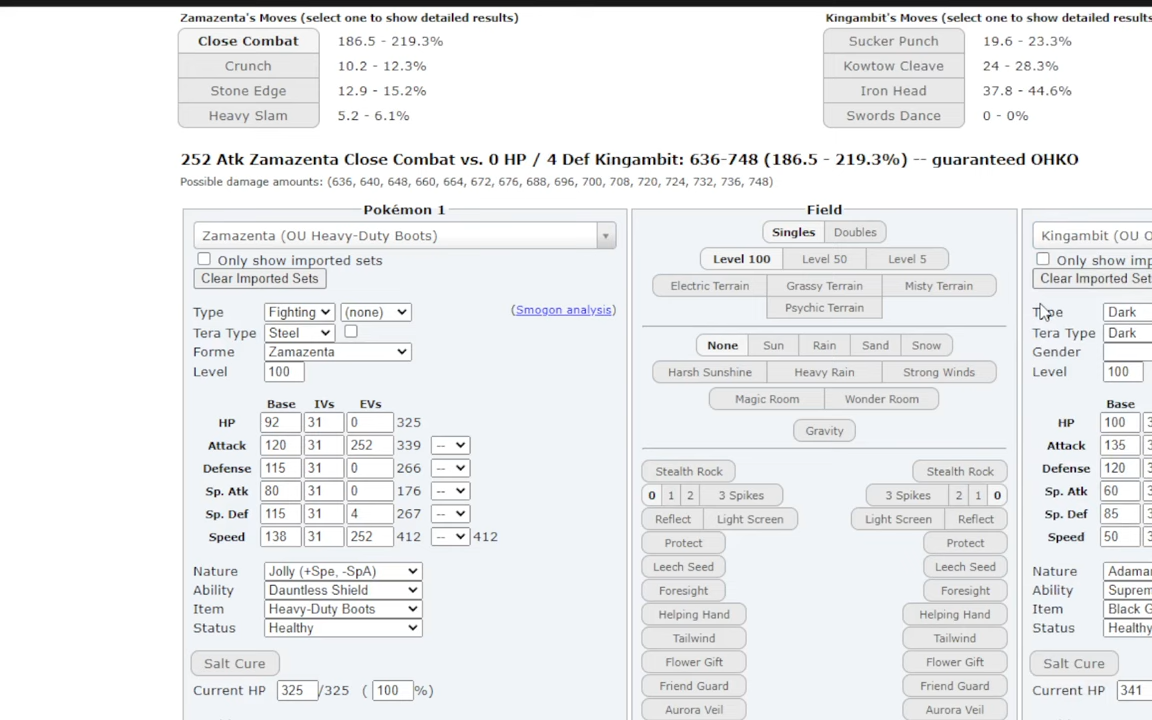 Zamazenta's Moves (select one to show detailed results)
Kingambit's Moves (select one to show detailed results
Close Combat 186.5 - 219.3%
Sucker Punch 19.6 - 23.3%
Crunch 10.2 - 12.3%
Kowtow Cleave 24 - 28.3%
Stone Edge 12.9 - 15.2%
Iron Head 37.8 - 44.6%
Heavy Slam 5.2 - 6.1%
Swords Dance 0 - 0%
252 Atk Zamazenta Close Combat vs. 0 HP / 4 Def Kingambit: 636-748 (186.5 - 219.3%) -- guaranteed OHKO
Possible damage amounts: (636, 640, 648, 660, 664, 672, 676, 688, 696, 700, 708, 720, 724, 732, 736, 748)
Pokémon 1
Zamazenta (OU Heavy-Duty Boots)
Only show imported sets
Clear Imported Sets
Type Fighting (none) (Smogon analysis)
Tera Type Steel
Forme Zamazenta
Level 100
Base IVs EVs
HP 92 31 0 325
Attack 120 31 252 339 --
Defense 115 31 0 266 --
Sp. Atk 80 31 0 176 --
Sp. Def 115 31 4 267 --
Speed 138 31 252 412 -- 412
Nature Jolly (+Spe, -SpA)
Ability Dauntless Shield
Item Heavy-Duty Boots
Status Healthy
Salt Cure
Current HP 325 /325 ( 100 %)
Field
Singles Doubles
Level 100 Level 50 Level 5
Electric Terrain Grassy Terrain Misty Terrain
Psychic Terrain
None Sun Rain Sand Snow
Harsh Sunshine Heavy Rain Strong Winds
Magic Room Wonder Room
Gravity
Stealth Rock Stealth Rock
0 1 2 3 Spikes 3 Spikes 2 1 0
Reflect Light Screen Light Screen Reflect
Protect Protect
Leech Seed Leech Seed
Foresight Foresight
Helping Hand Helping Hand
Tailwind Tailwind
Flower Gift Flower Gift
Friend Guard Friend Guard
Aurora Veil Aurora Veil
Kingambit (OU
Only show imp
Clear Imported Set
Dark
Tera Type Dark
Gender
Level 100
Base
HP 100
Attack 135
Defense 120
Sp. Atk 60
Sp. Def 85
Speed 50
Nature Adama
Ability Suprem
Item Black G
Status Healthy
Salt Cure
Current HP 341